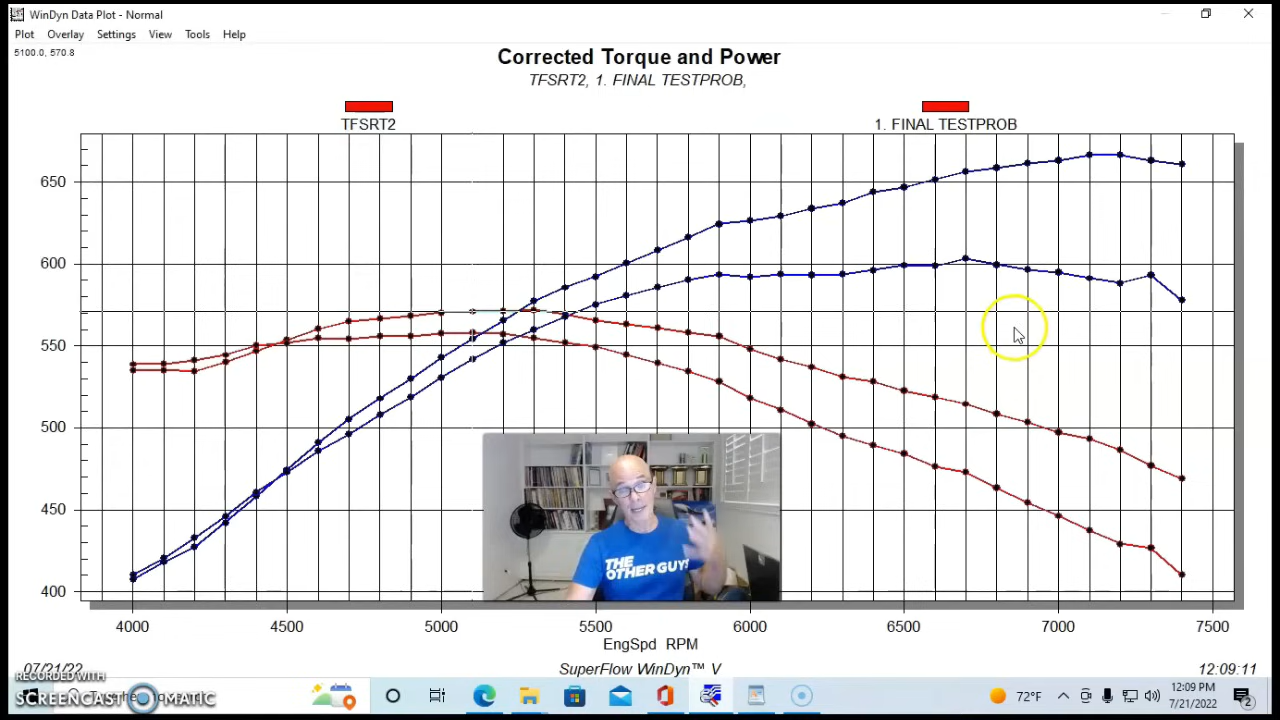 WinDyn Data Plot - Normal
Plot Overlay Settings View Tools Help
5100.0, 570.8
Corrected Torque and Power
TFSRT2, 1. FINAL TESTPROB,
TFSRT2 1. FINAL TESTPROB
650
600
550
500
450
400
4000 4500 5000 5500 6000 6500 7000 7500
EngSpd RPM
THE
OTHER GUYS
07/21/22 SuperFlow WinDyn™ V 12:09:11
RECORDED WITH
SCREENCAST MATIC
72°F
12:09 PM
7/21/2022
2